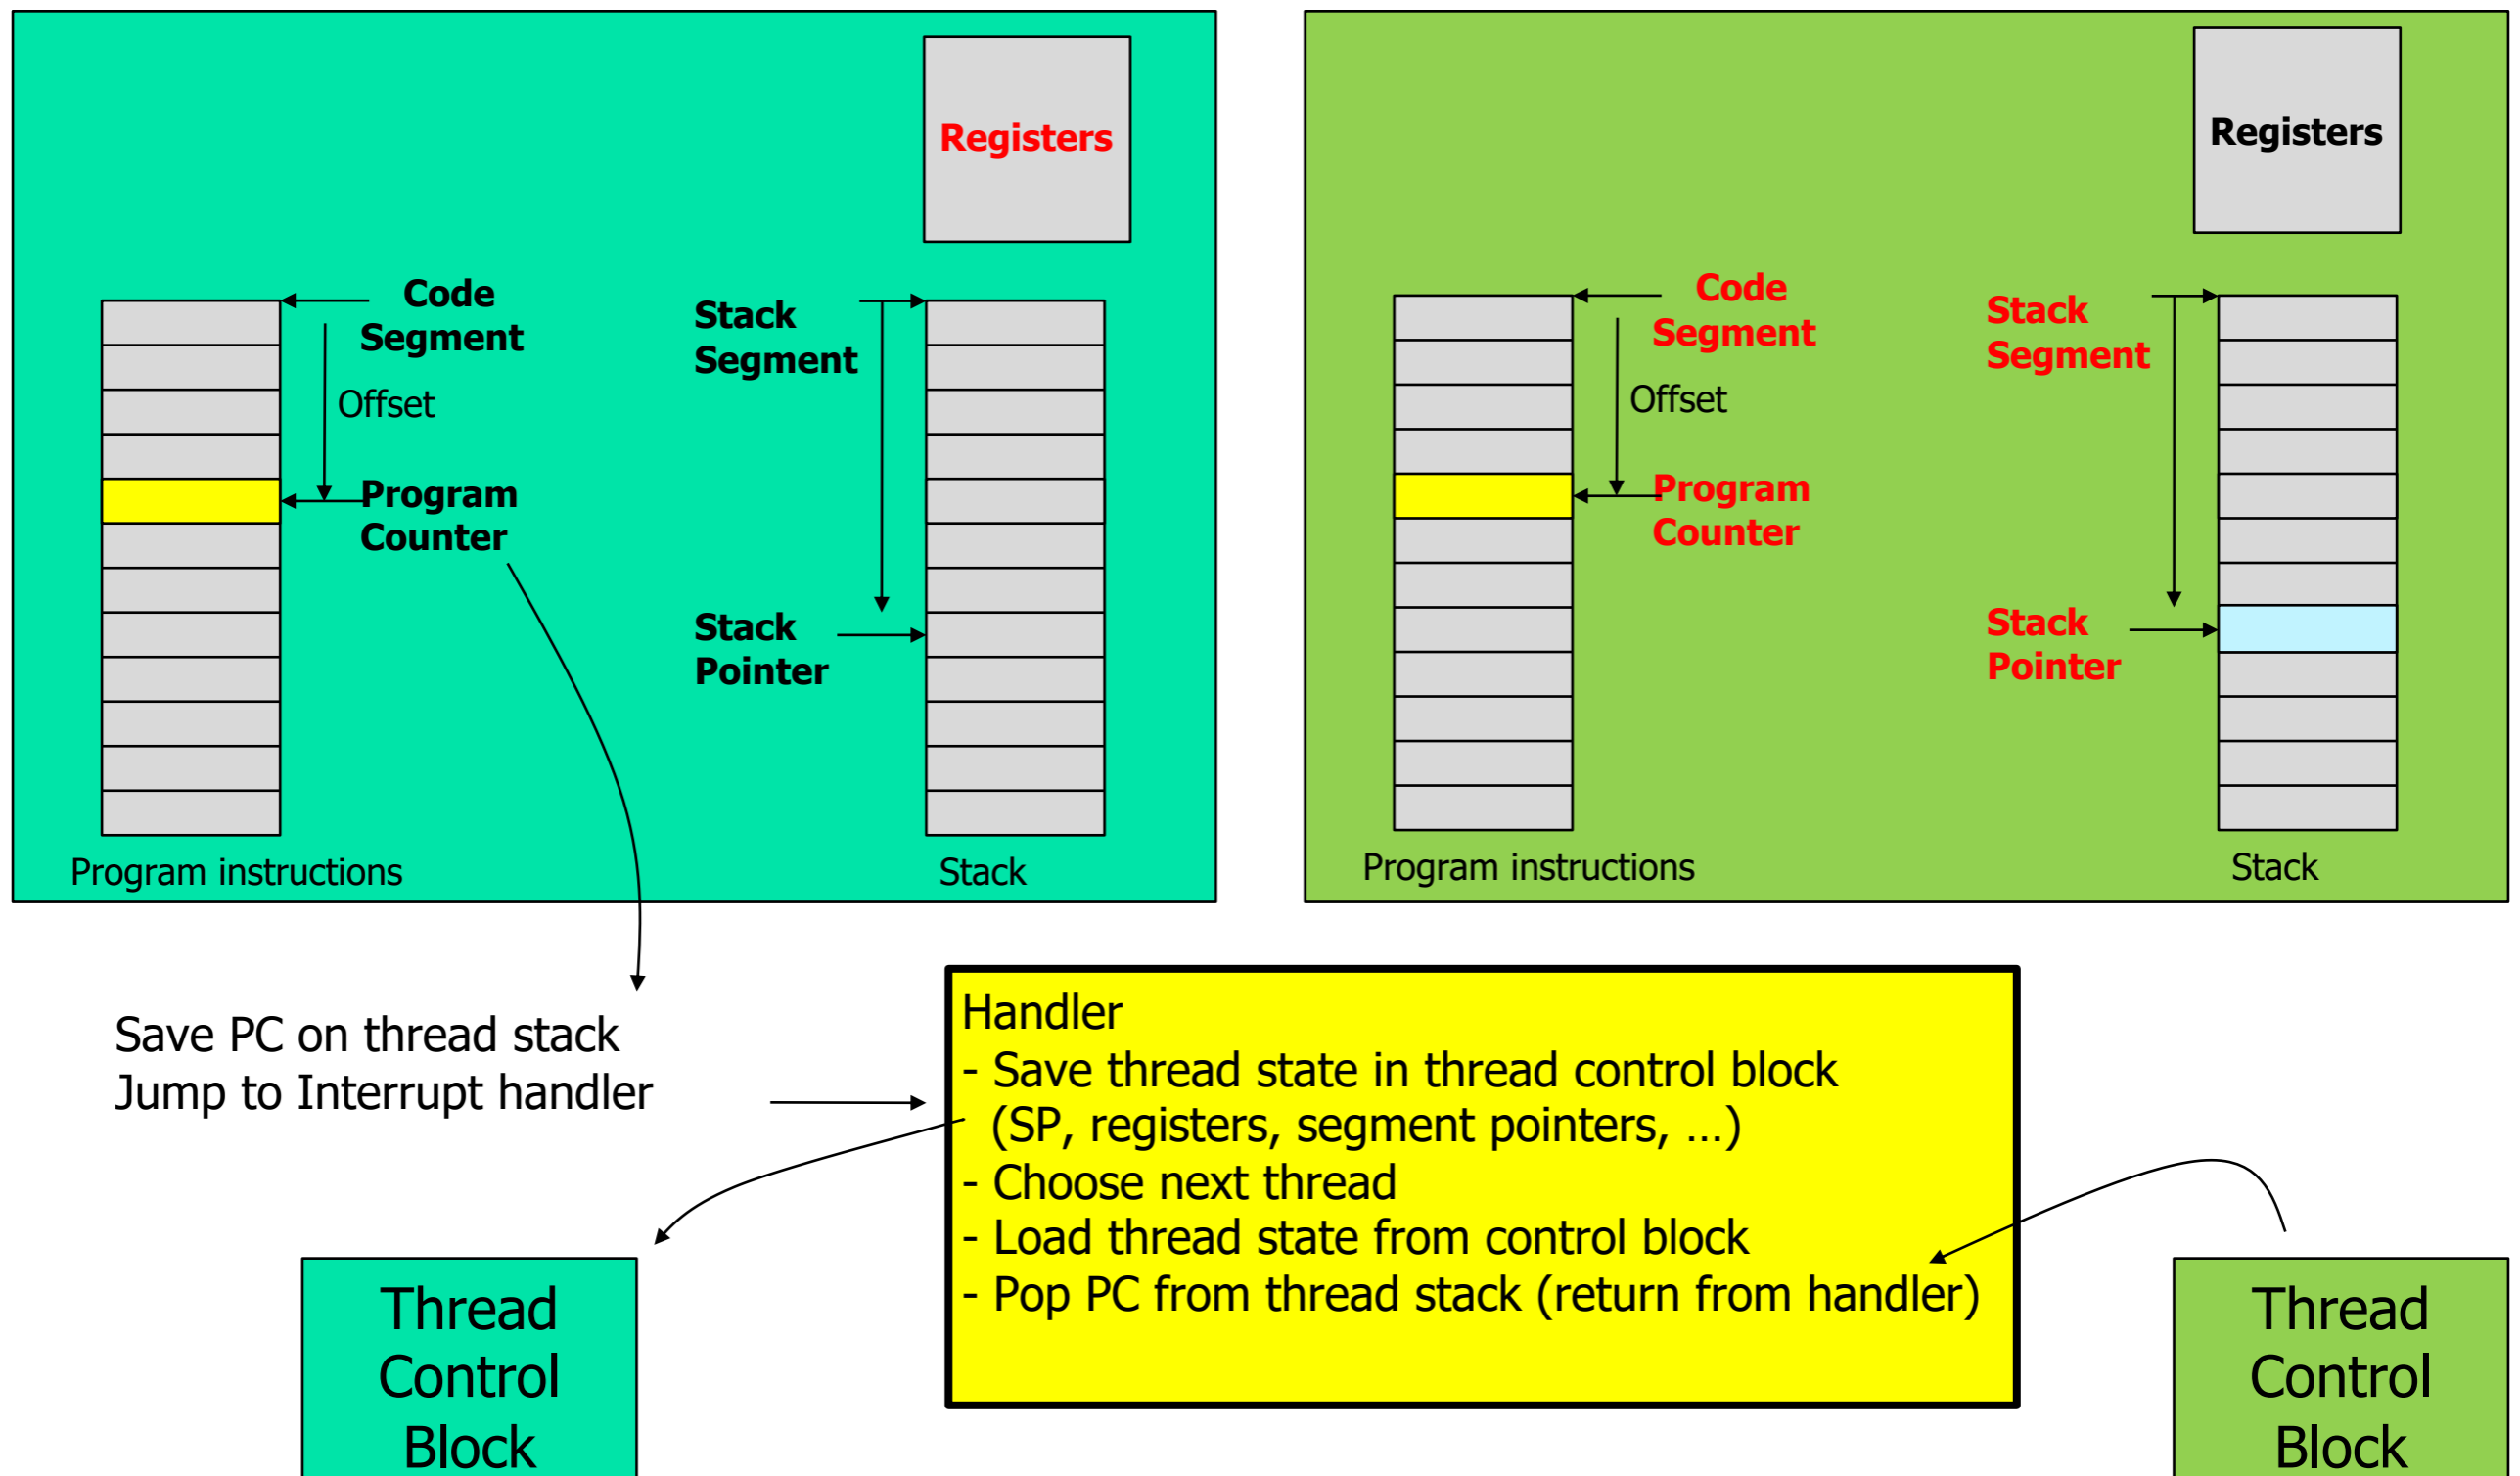 Registers
Code
Segment
Offset
Program
Counter
Stack
Segment
Stack
Pointer
Program instructions
Stack
Registers
Code
Segment
Offset
Program
Counter
Stack
Segment
Stack
Pointer
Program instructions
Stack
Save PC on thread stack
Jump to Interrupt handler
Handler
- Save thread state in thread control block
(SP, registers, segment pointers, …)
- Choose next thread
- Load thread state from control block
- Pop PC from thread stack (return from handler)
Thread
Control
Block
Thread
Control
Block